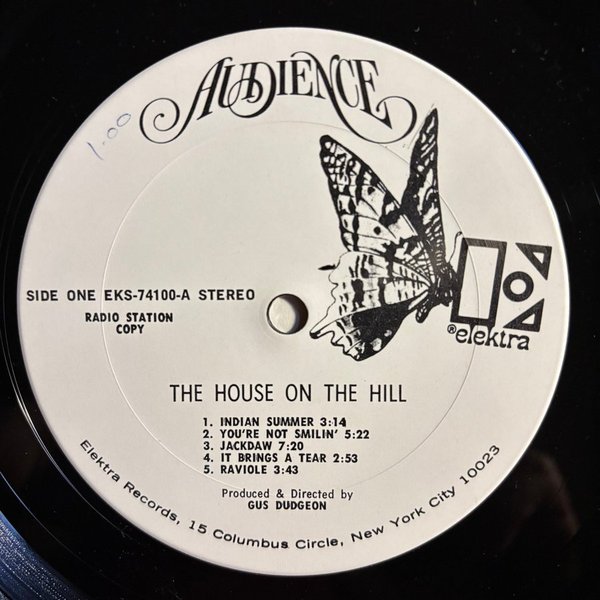 AUDIENCE
1.00
SIDE ONE EKS-74100-A STEREO
RADIO STATION
COPY
® elektra
THE HOUSE ON THE HILL
1. INDIAN SUMMER 3:14
2. YOU'RE NOT SMILIN' 5:22
3. JACKDAW 7:20
4. IT BRINGS A TEAR 2:53
5. RAVIOLE 3:43
Produced & Directed by
GUS DUDGEON
Elektra Records, 15 Columbus Circle, New York City 10023